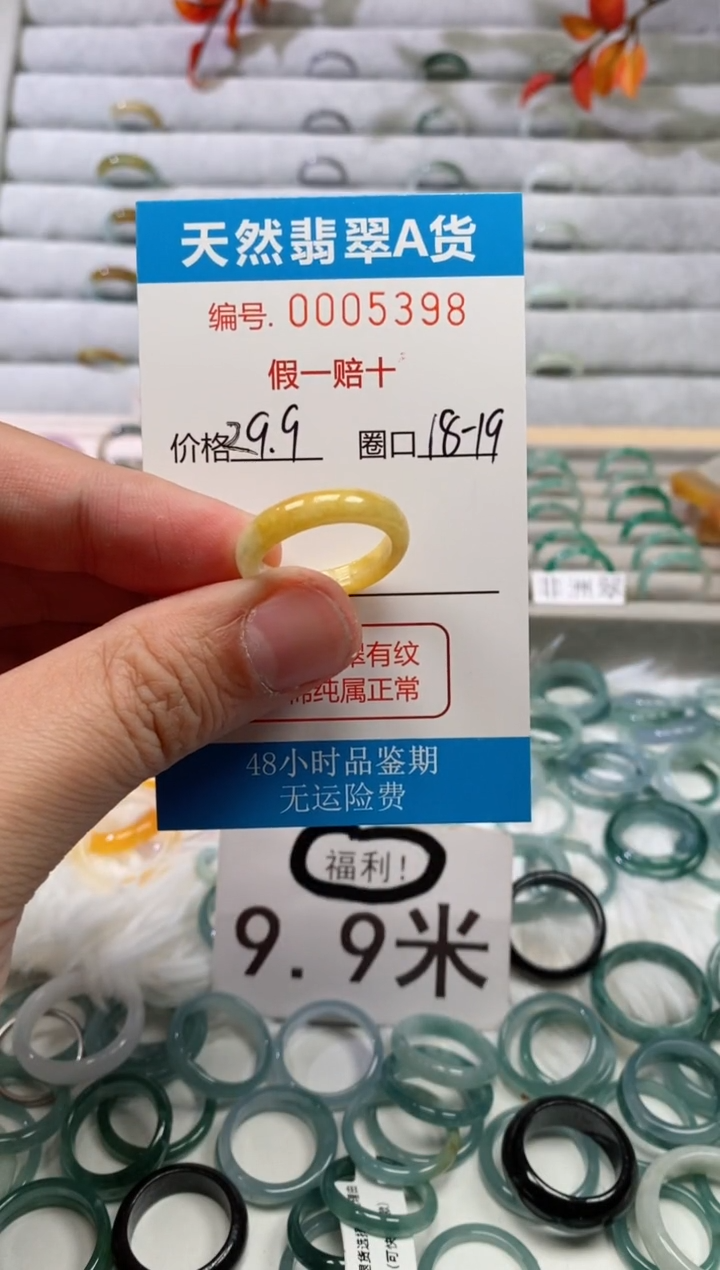 天然翡翠A货
编号. 0005398
假一赔十
价格29.9 圈口18-19
翠有纹
棉纯属正常
非洲翠
48小时品鉴期
无运险费
福利!
9.9米